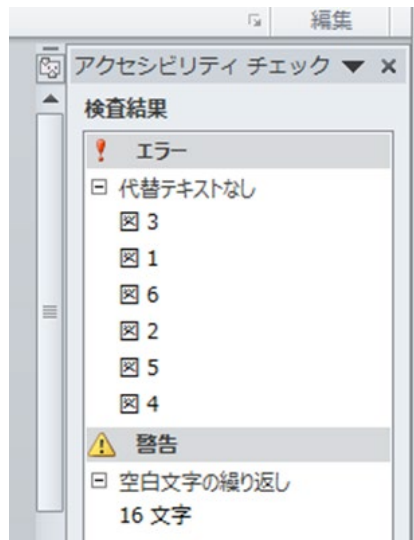 編集
アクセシビリティ チェック
検査結果
エラー
代替テキストなし
図 3
図 1
図 6
図 2
図 5
図 4
警告
空白文字の繰り返し
16 文字